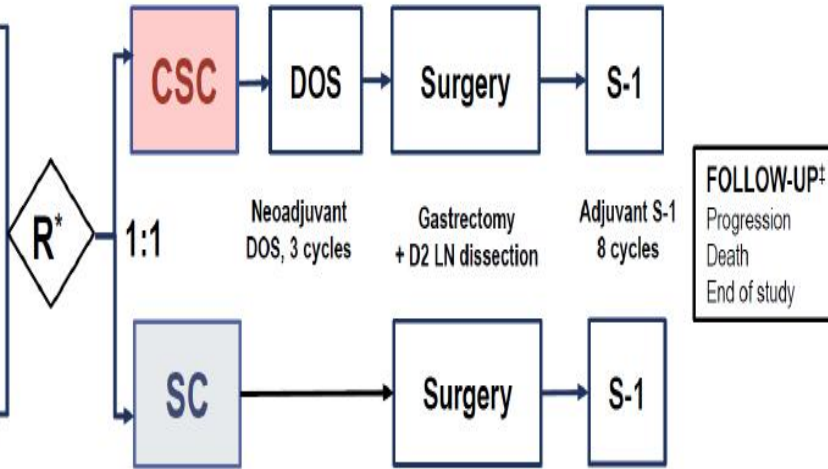 CSC
DOS
Surgery
S-1
R*
1:1
Neoadjuvant
DOS, 3 cycles
Gastrectomy
+ D2 LN dissection
Adjuvant S-1
8 cycles
FOLLOW-UP‡
Progression
Death
End of study
SC
Surgery
S-1